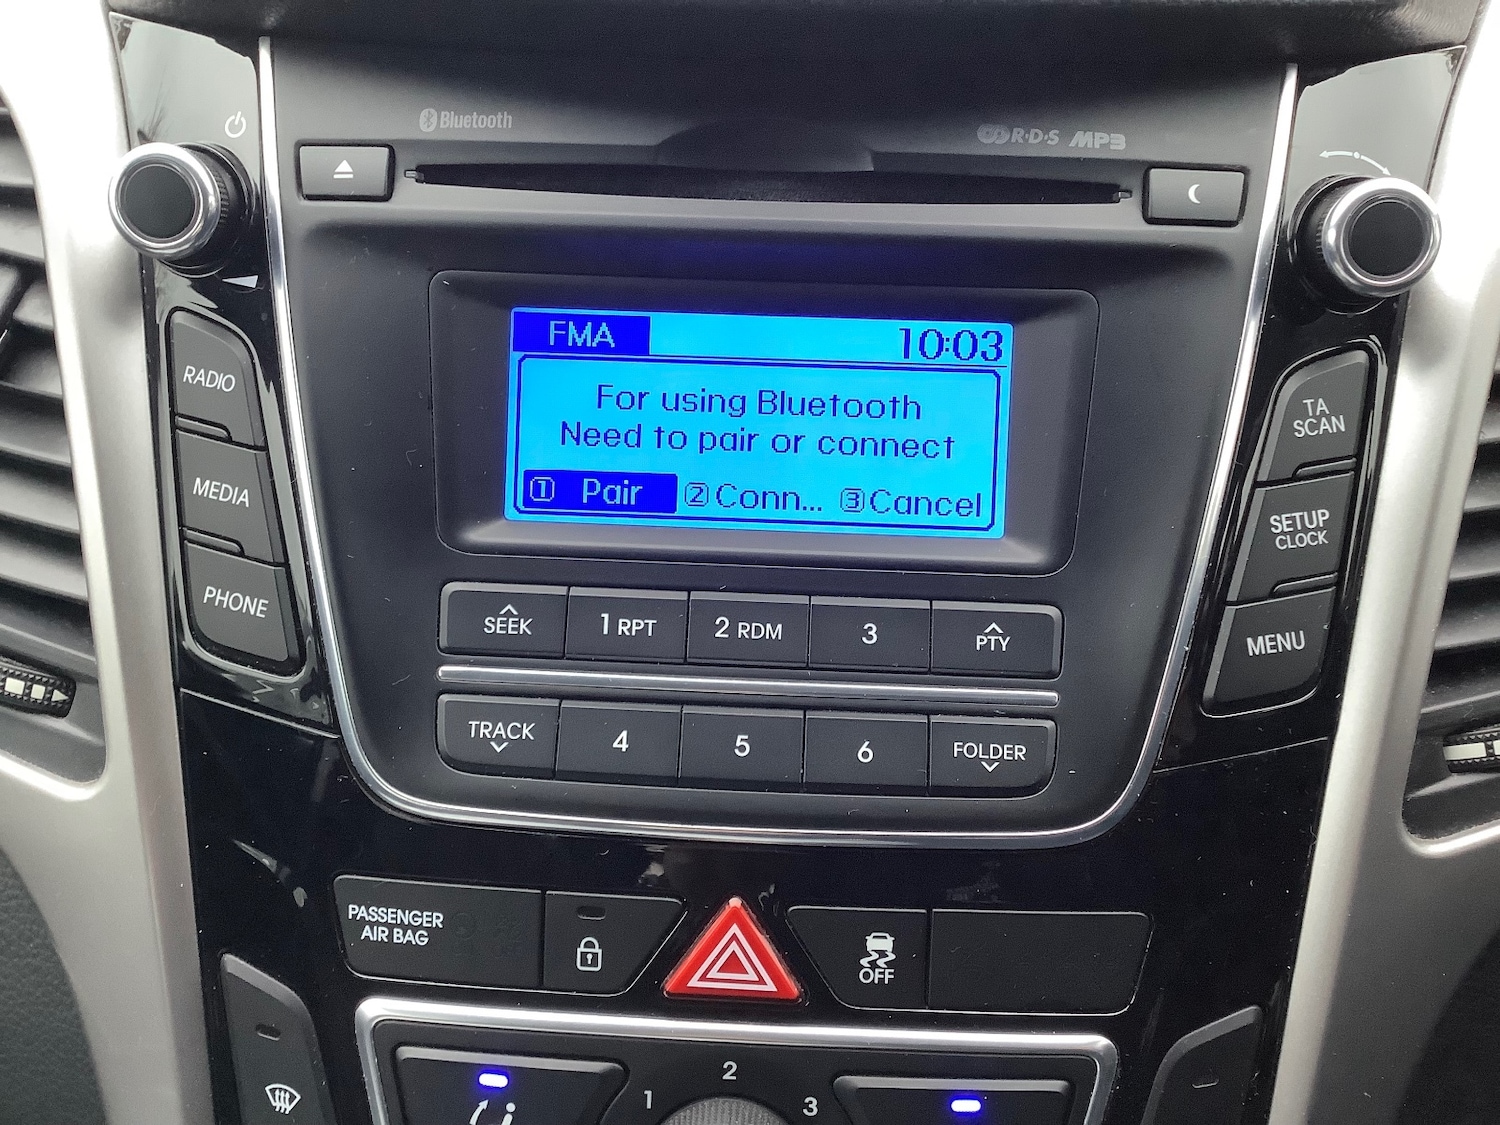 Bluetooth
R·D·S MP3
FMA 10:03
For using Bluetooth
Need to pair or connect
1 Pair 2 Conn... 3 Cancel
RADIO
MEDIA
PHONE
TA
SCAN
SETUP
CLOCK
MENU
SEEK 1 RPT 2 RDM 3 PTY
TRACK 4 5 6 FOLDER
PASSENGER
AIR BAG
OFF
1 2 3